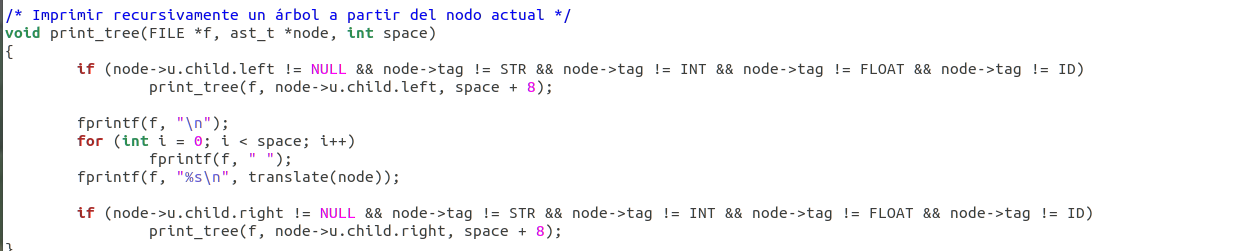 /* Imprimir recursivamente un árbol a partir del nodo actual */
void print_tree(FILE *f, ast_t *node, int space)
{
        if (node->u.child.left != NULL && node->tag != STR && node->tag != INT && node->tag != FLOAT && node->tag != ID)
                print_tree(f, node->u.child.left, space + 8);

        fprintf(f, "\n");
        for (int i = 0; i < space; i++)
                fprintf(f, " ");
        fprintf(f, "%s\n", translate(node));

        if (node->u.child.right != NULL && node->tag != STR && node->tag != INT && node->tag != FLOAT && node->tag != ID)
                print_tree(f, node->u.child.right, space + 8);
}